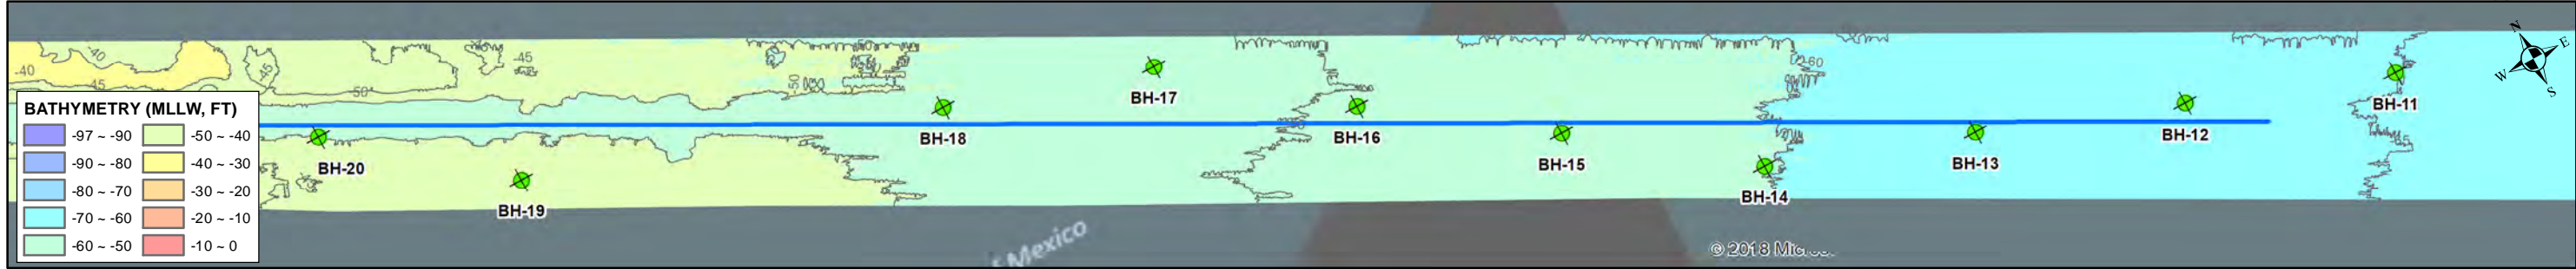 -40
-40
-45
-45
-50
-45
-50
-50
-60
N
E
W
S
BH-17
BH-11
BH-18
BH-16
BH-12
BH-20
BH-15
BH-13
BH-19
BH-14
BATHYMETRY (MLLW, FT)
-97 ~ -90 -50 ~ -40
-90 ~ -80 -40 ~ -30
-80 ~ -70 -30 ~ -20
-70 ~ -60 -20 ~ -10
-60 ~ -50 -10 ~ 0
Mexico
© 2018